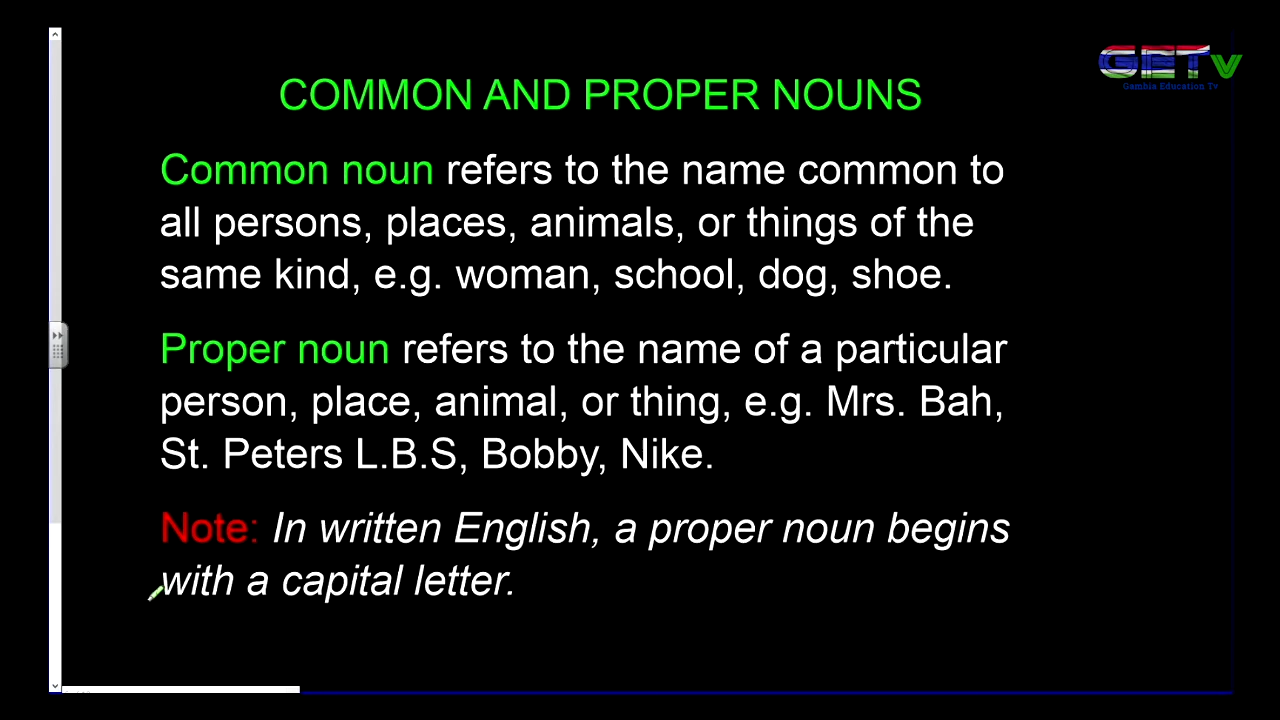 GETv
Gambia Education Tv
COMMON AND PROPER NOUNS
Common noun refers to the name common to
all persons, places, animals, or things of the
same kind, e.g. woman, school, dog, shoe.
Proper noun refers to the name of a particular
person, place, animal, or thing, e.g. Mrs. Bah,
St. Peters L.B.S, Bobby, Nike.
Note: In written English, a proper noun begins
with a capital letter.